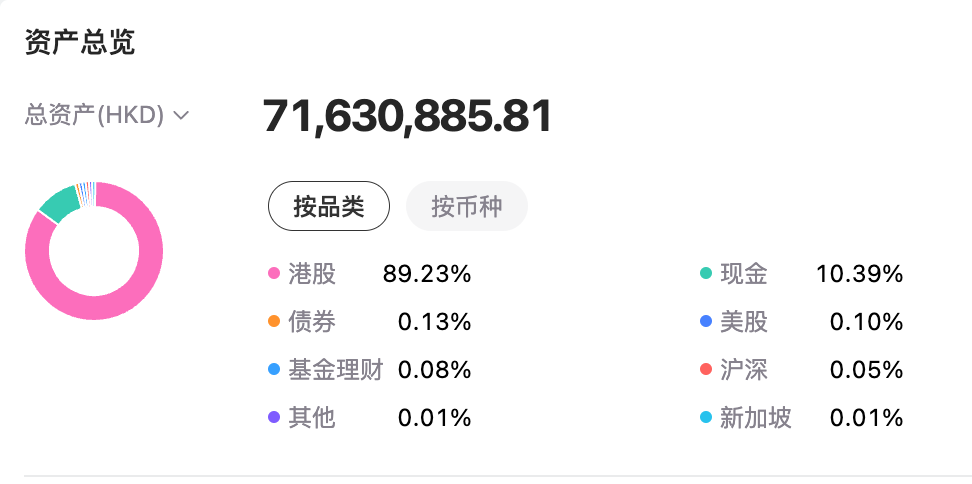 资产总览
总资产(HKD) 71,630,885.81
按品类 按币种
港股 89.23% 现金 10.39%
债券 0.13% 美股 0.10%
基金理财 0.08% 沪深 0.05%
其他 0.01% 新加坡 0.01%